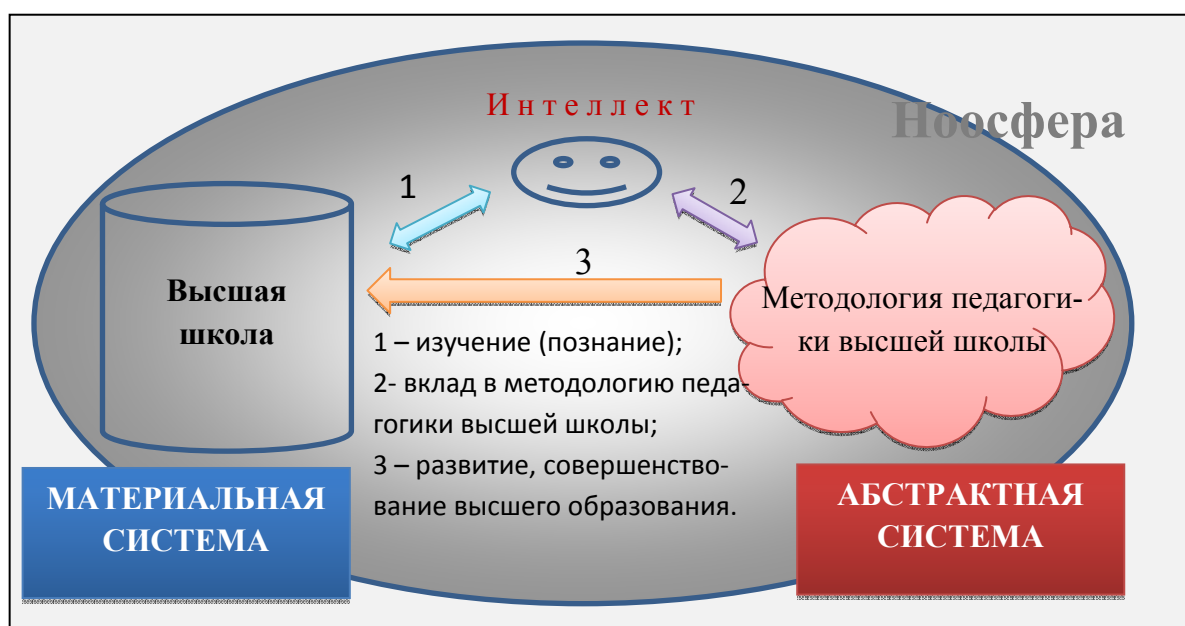 И н т е л л е к т
Ноосфера
1
2
3
Высшая
школа
Методология педагоги-
ки высшей школы
1 – изучение (познание);
2- вклад в методологию педа-
гогики высшей школы;
3 – развитие, совершенство-
вание высшего образования.
МАТЕРИАЛЬНАЯ
СИСТЕМА
АБСТРАКТНАЯ
СИСТЕМА